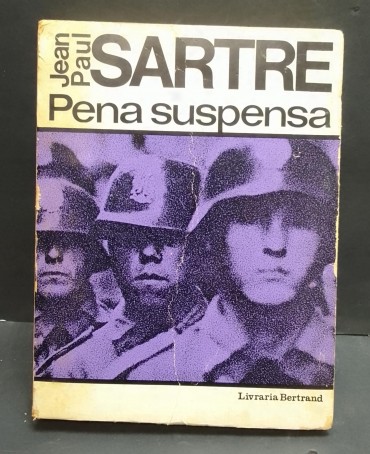 Jean
Paul
SARTRE
Pena suspensa
Livraria Bertrand